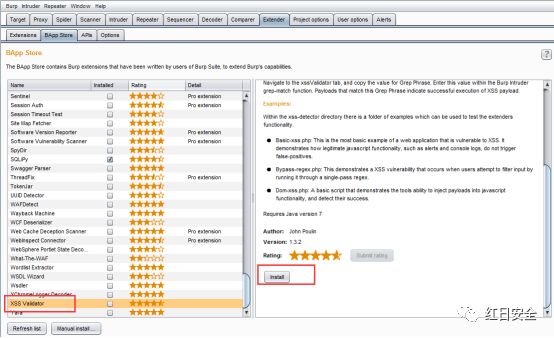 Burp Intruder Repeater Window Help
Target Proxy Spider Scanner Intruder Repeater Sequencer Decoder Comparer Extender Project options User options Alerts
Extensions BApp Store APIs Options
BApp Store
The BApp Store contains Burp extensions that have been written by users of Burp Suite, to extend Burp's capabilities.
Name Installed Rating Detail
Sentinel Pro extension
Session Auth Pro extension
Session Timeout Test
Site Map Fetcher
Software Version Reporter Pro extension
Software Vulnerability Scanner Pro extension
SpyDir
SQLiPy
Swagger Parser
ThreadFix Pro extension
TokenJar
UUID Detector
WAFDetect
Wayback Machine
WCF Deserializer
Web Cache Deception Scanner Pro extension
WebInspect Connector Pro extension
WebSphere Portlet State Deco... Pro extension
What-The-WAF
Wordlist Extractor
WSDL Wizard
Wsdler
XChromeLogger Decoder
XSS Validator
Yara
Refresh list Manual install ...
Navigate to the xssValidator tab, and copy the value for Grep Phrase. Enter this value within the Burp Intruder
grep-match function. Payloads that match this Grep Phrase indicate successful execution of XSS payload.
Examples:
Within the xss-detector directory there is a folder of examples which can be used to test the extenders
functionality.
• Basic-xss.php: This is the most basic example of a web application that is vulnerable to XSS. It
demonstrates how legitimate javascript functionality, such as alerts and console logs, do not trigger
false-positives.
• Bypass-regex.php: This demonstrates a XSS vulnerability that occurs when users attempt to filter input by
running it through a single-pass regex.
• Dom-xss.php: A basic script that demonstrates the tools ability to inject payloads into javascript
functionality, and detect their success.
Requires Java version 7
Author: John Poulin
Version: 1.3.2
Rating: Submit rating
Install
红日安全